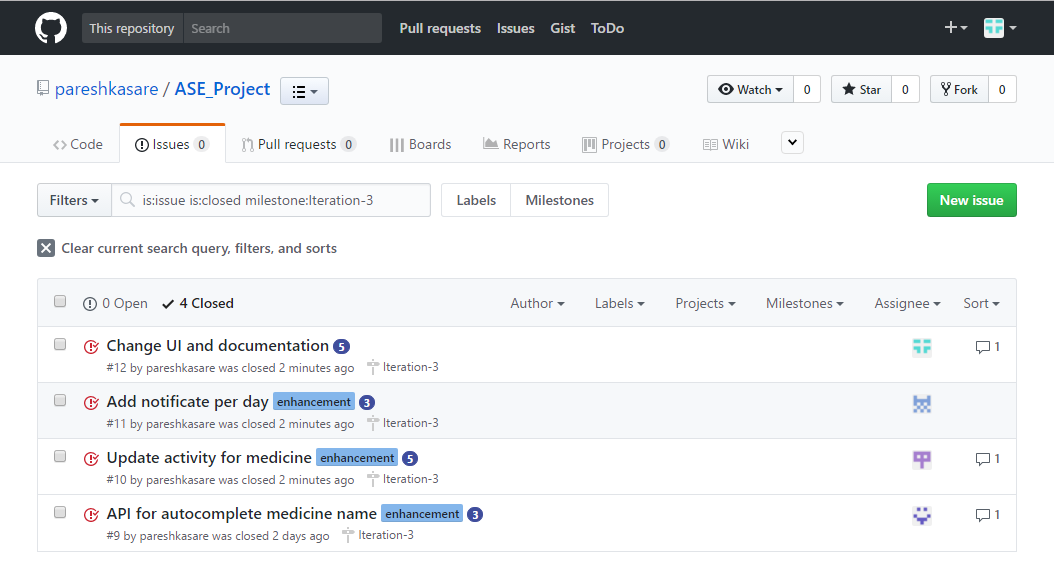 This repository Search Pull requests Issues Gist ToDo
pareshkasare / ASE_Project Watch 0 Star 0 Fork 0
Code Issues 0 Pull requests 0 Boards Reports Projects 0 Wiki
Filters is:issue is:closed milestone:Iteration-3 Labels Milestones New issue
Clear current search query, filters, and sorts
0 Open 4 Closed Author Labels Projects Milestones Assignee Sort
Change UI and documentation 5 1
#12 by pareshkasare was closed 2 minutes ago Iteration-3
Add notificate per day enhancement 3
#11 by pareshkasare was closed 2 minutes ago Iteration-3
Update activity for medicine enhancement 5 1
#10 by pareshkasare was closed 2 minutes ago Iteration-3
API for autocomplete medicine name enhancement 3 1
#9 by pareshkasare was closed 2 days ago Iteration-3